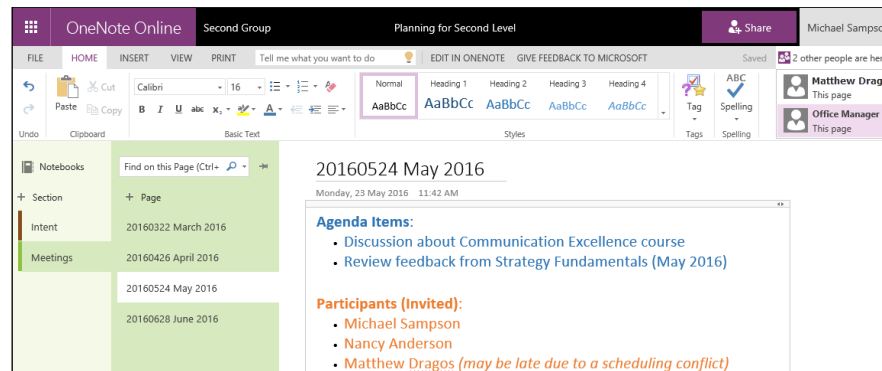 OneNote Online Second Group Planning for Second Level Share Michael Sampso
FILE HOME INSERT VIEW PRINT Tell me what you want to do EDIT IN ONENOTE GIVE FEEDBACK TO MICROSOFT Saved 2 other people are her
Cut Calibri 16 Normal Heading 1 Heading 2 Heading 3 Heading 4 ABC Matthew Drag
This page
Paste Copy B I U abc x₂ A AaBbCc AaBbCc AaBbCc AaBbCc AaBbCc Tag Spelling Office Manager
This page
Undo Clipboard Basic Text Styles Tags Spelling
Notebooks Find on this Page (Ctrl+
20160524 May 2016
+ Section + Page Monday, 23 May 2016 11:42 AM
Intent 20160322 March 2016
Meetings 20160426 April 2016
20160524 May 2016
20160628 June 2016
Agenda Items:
• Discussion about Communication Excellence course
• Review feedback from Strategy Fundamentals (May 2016)
Participants (Invited):
• Michael Sampson
• Nancy Anderson
• Matthew Dragos (may be late due to a scheduling conflict)